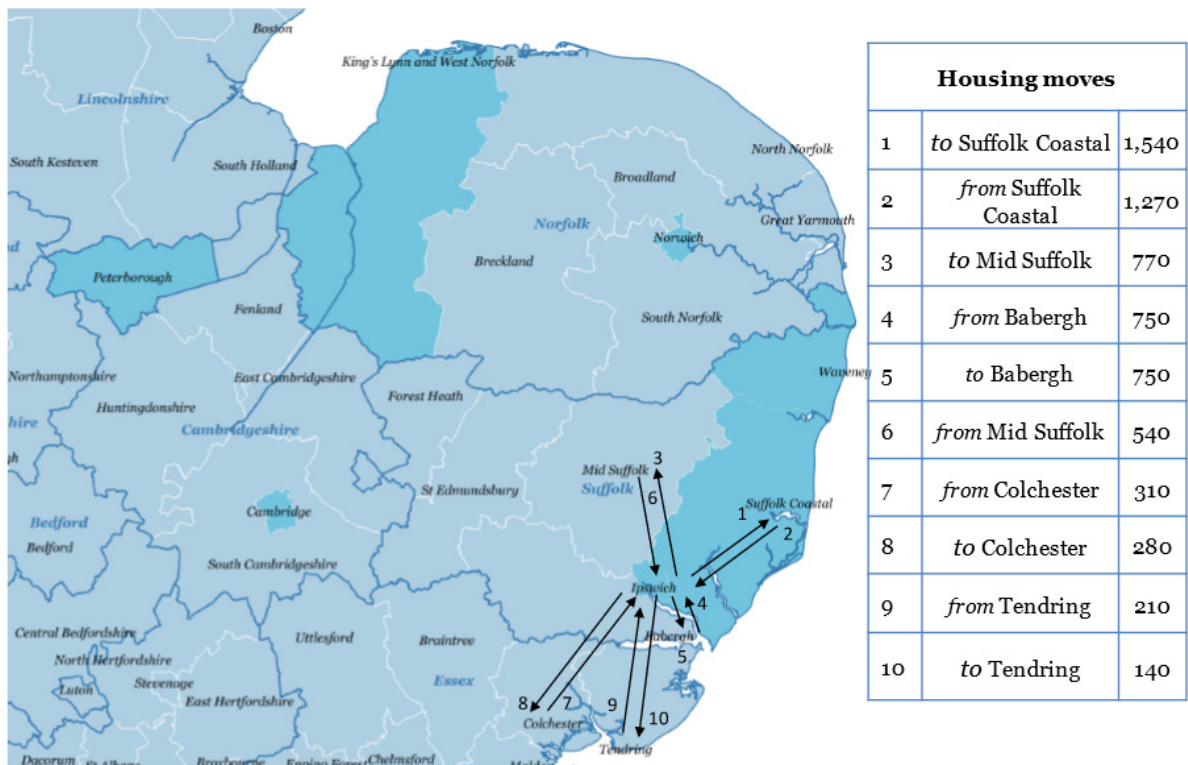 Boston
King's Lynn and West Norfolk
Lincolnshire
South Kesteven
South Holland
North Norfolk
Broadland
Great Yarmouth
Norfolk
Norwich
Peterborough
Breckland
Fenland
South Norfolk
Northamptonshire
East Cambridgeshire
Waveney
Huntingdonshire
Forest Heath
hire
Cambridgeshire
3
Mid Suffolk
Suffolk
6
St Edmundsbury
Suffolk Coastal
1
2
Cambridge
Bedford
Bedford
South Cambridgeshire
Ipswich
4
Central Bedfordshire
Uttlesford
Braintree
Babergh
5
North Hertfordshire
Stevenage
Luton
East Hertfordshire
Essex
8
7
9
10
Colchester
Tendring
Dacorum
St Albans
Broxbourne
Epping Forest
Chelmsford
Housing moves
1 to Suffolk Coastal 1,540
2 from Suffolk
Coastal 1,270
3 to Mid Suffolk 770
4 from Babergh 750
5 to Babergh 750
6 from Mid Suffolk 540
7 from Colchester 310
8 to Colchester 280
9 from Tendring 210
10 to Tendring 140